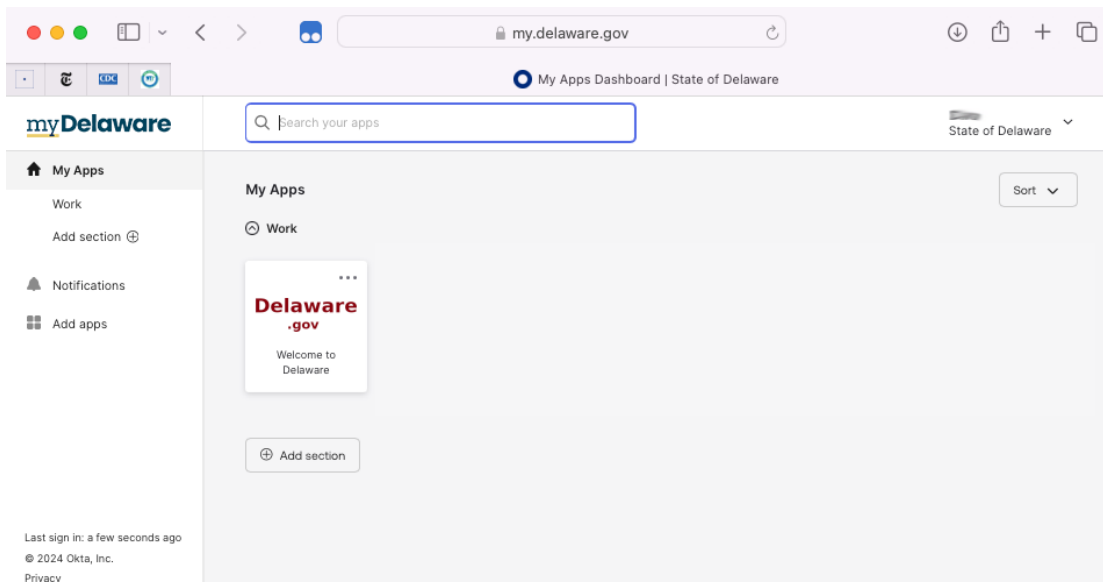 my.delaware.gov
CDC
My Apps Dashboard | State of Delaware
myDelaware
Search your apps
State of Delaware
My Apps
Work
Add section
Notifications
Add apps
My Apps
Sort
Work
Delaware
.gov
Welcome to
Delaware
Add section
Last sign in: a few seconds ago
© 2024 Okta, Inc.
Privacy